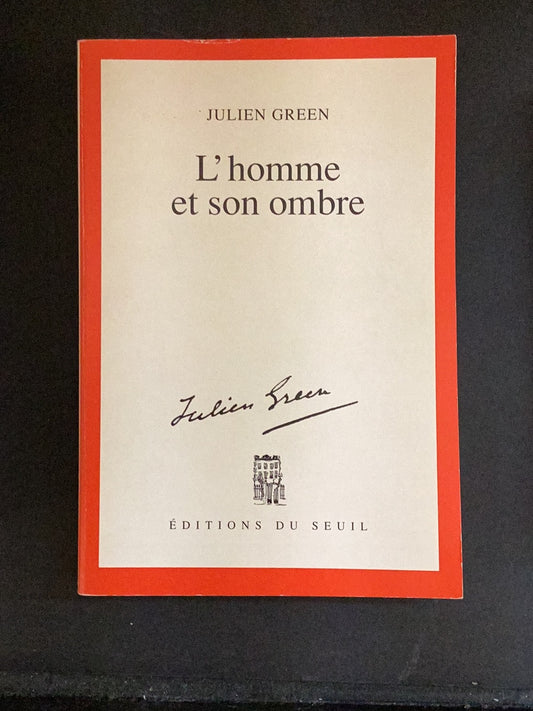 JULIEN GREEN
L'homme
et son ombre
Julien Green
ÉDITIONS DU SEUIL